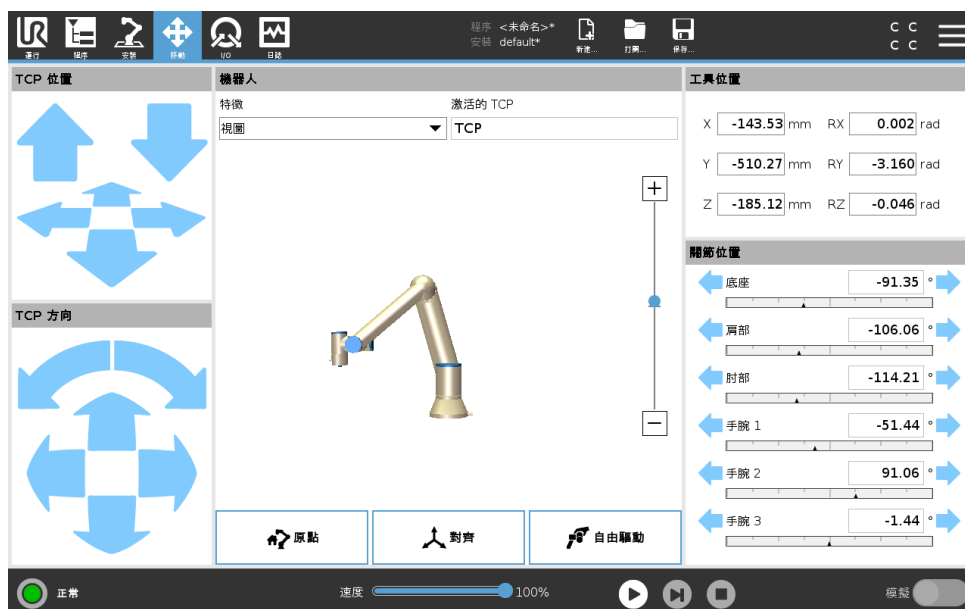 UR
運行
程序
安裝
移動
I/O
日誌
程序 <未命名>*
安裝 default*
新建...
打開...
保存...
C C
C C
TCP 位置
TCP 方向
機器人
特徵
激活的 TCP
視圖
TCP
+
−
原點
對齊
自由驅動
工具位置
X -143.53 mm RX 0.002 rad
Y -510.27 mm RY -3.160 rad
Z -185.12 mm RZ -0.046 rad
關節位置
底座 -91.35 °
肩部 -106.06 °
肘部 -114.21 °
手腕 1 -51.44 °
手腕 2 91.06 °
手腕 3 -1.44 °
正常
速度 100%
模擬